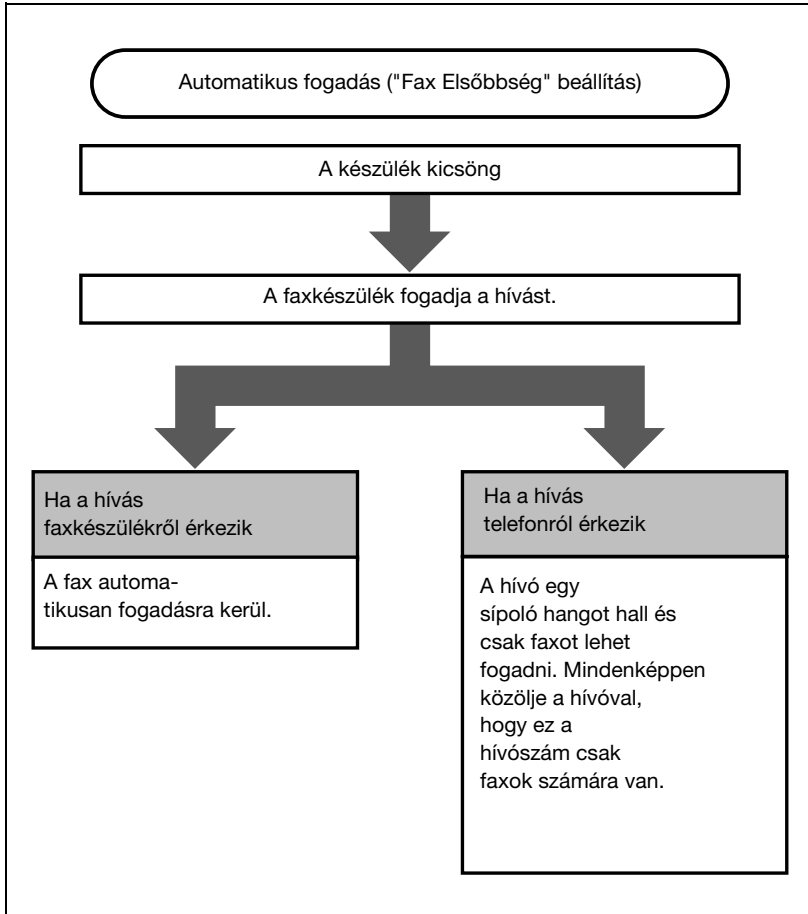 Automatikus fogadás ("Fax Elsőbbség" beállítás)
A készülék kicsöng
A faxkészülék fogadja a hívást.
Ha a hívás
faxkészülékről érkezik
A fax automa-
tikusan fogadásra kerül.
Ha a hívás
telefonról érkezik
A hívó egy
sípoló hangot hall és
csak faxot lehet
fogadni. Mindenképpen
közölje a hívóval,
hogy ez a
hívószám csak
faxok számára van.